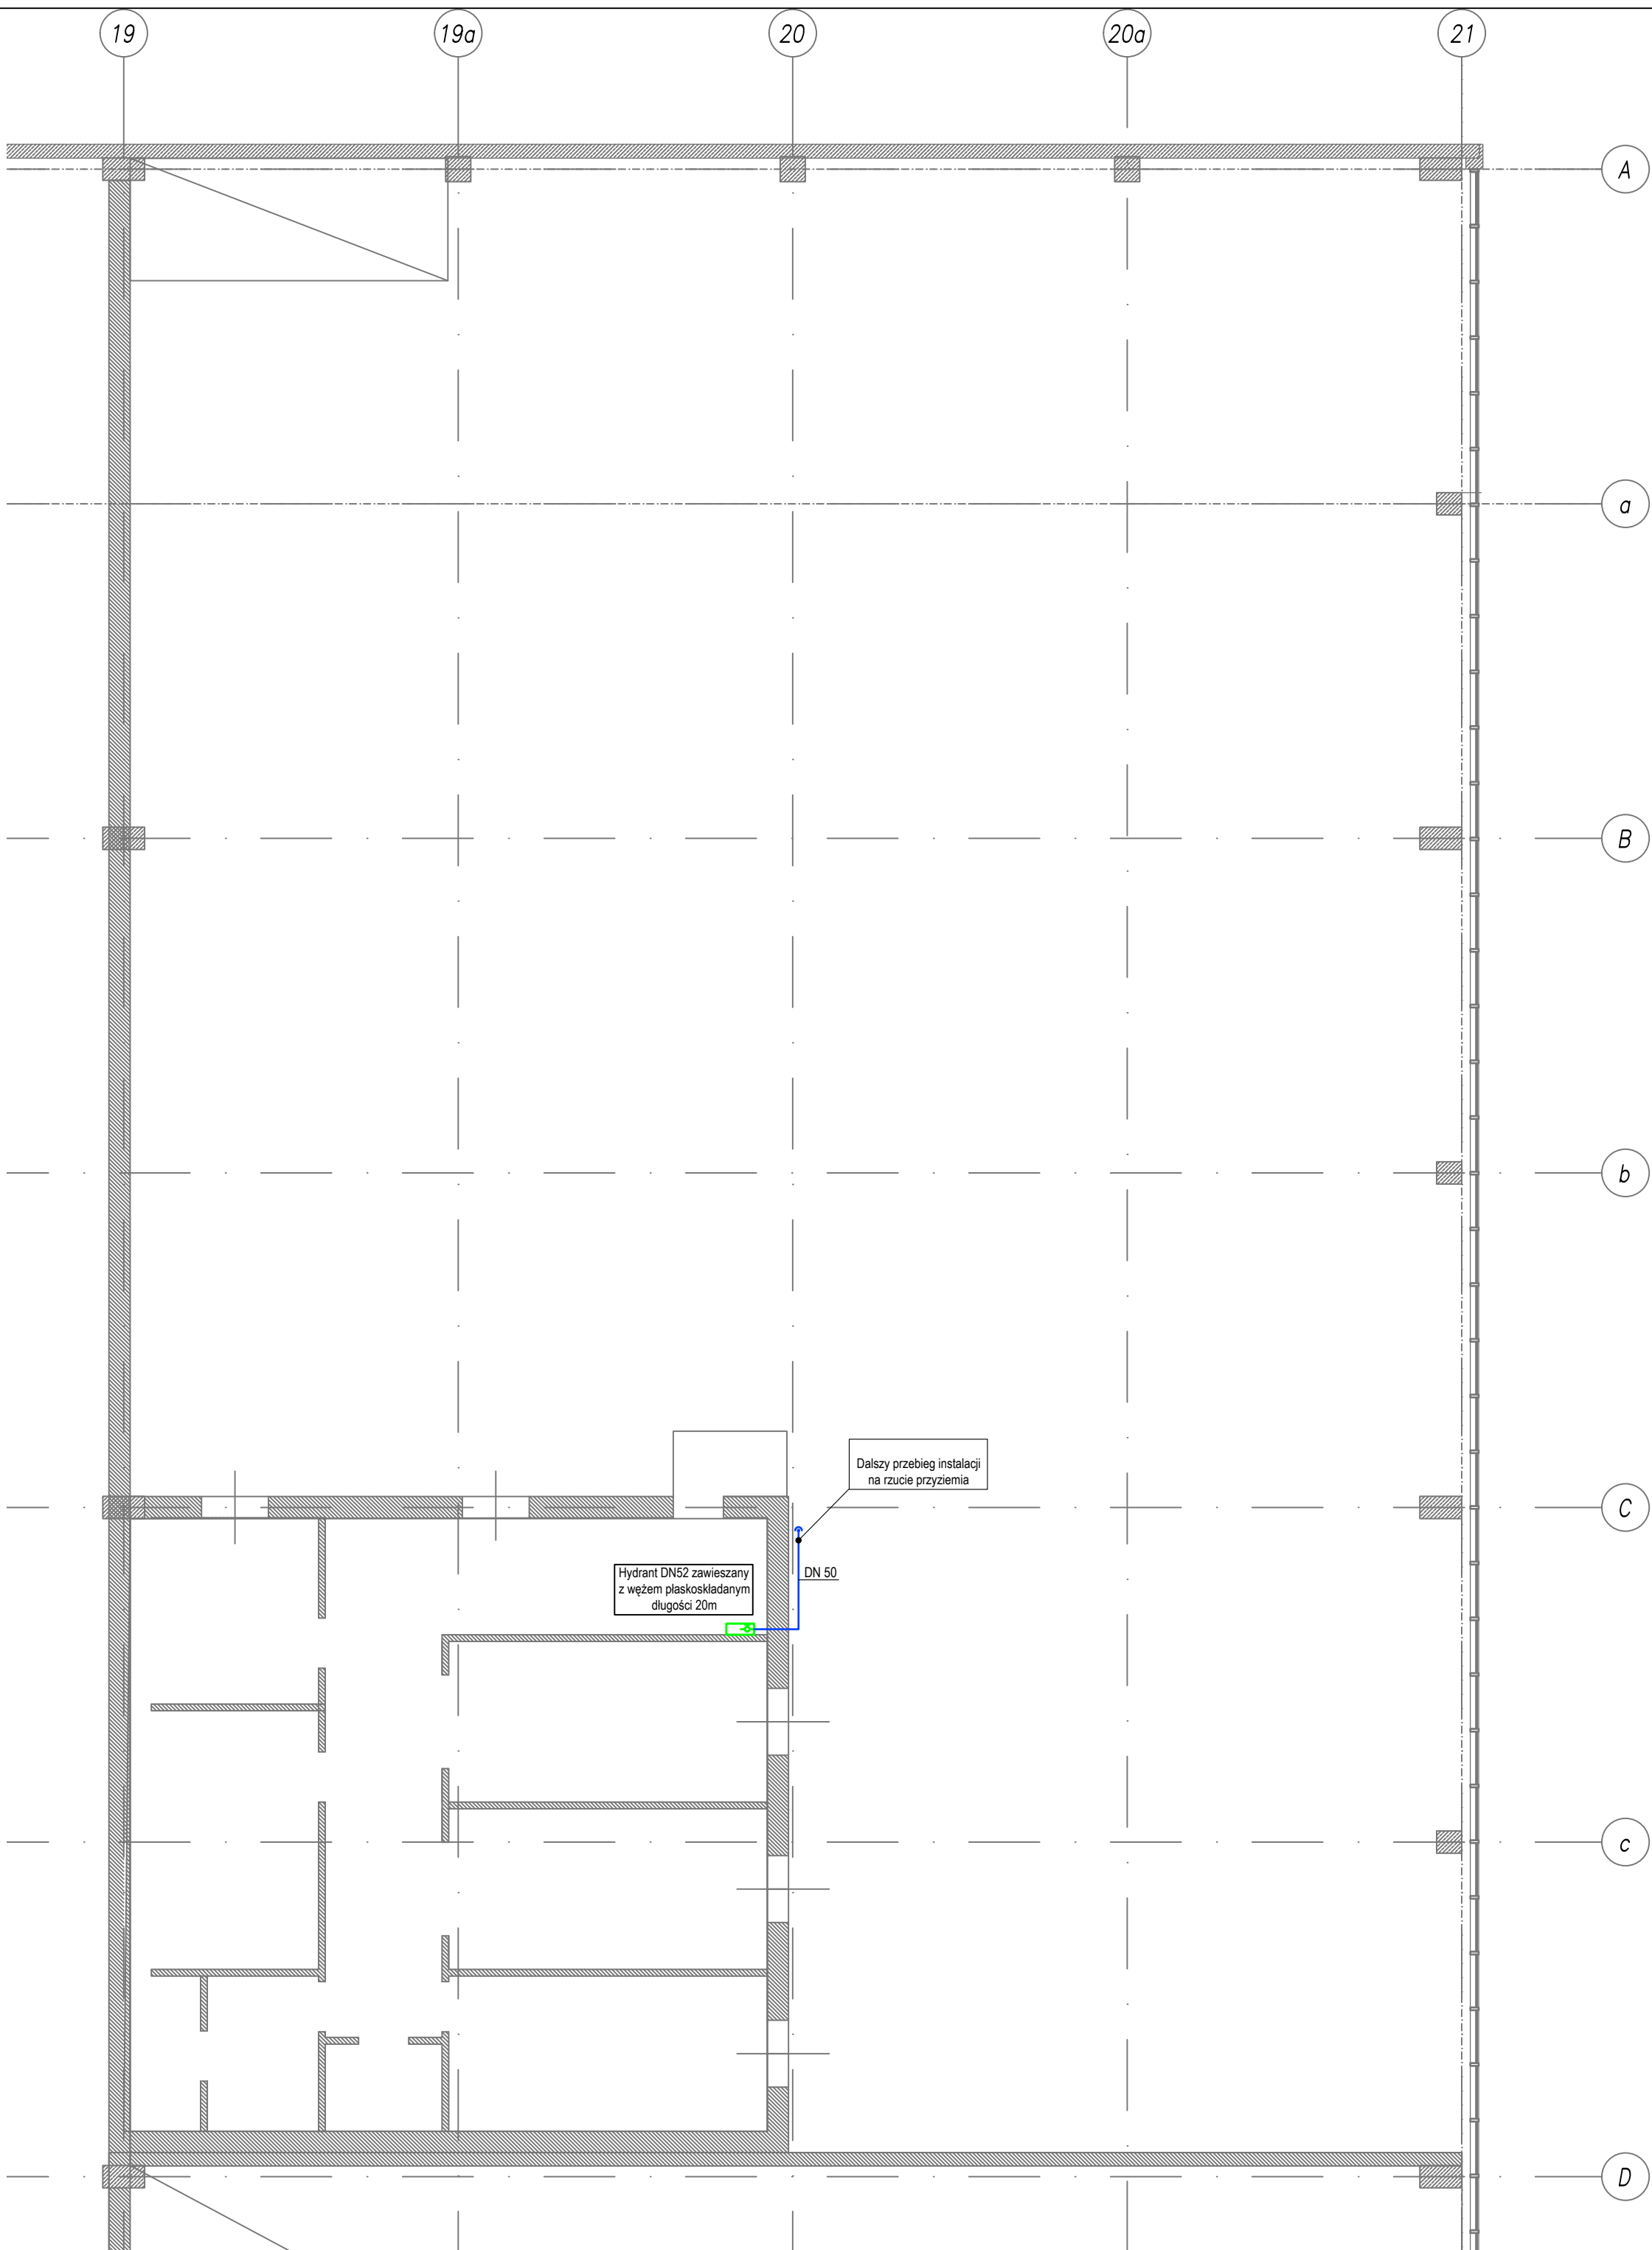 19
19a
20
20a
21
A
a
B
b
Dalszy przebieg instalacji
na rzucie przyziemia
C
Hydrant DN52 zawieszany
z wężem płaskoskładanym
długości 20m
DN 50
c
D